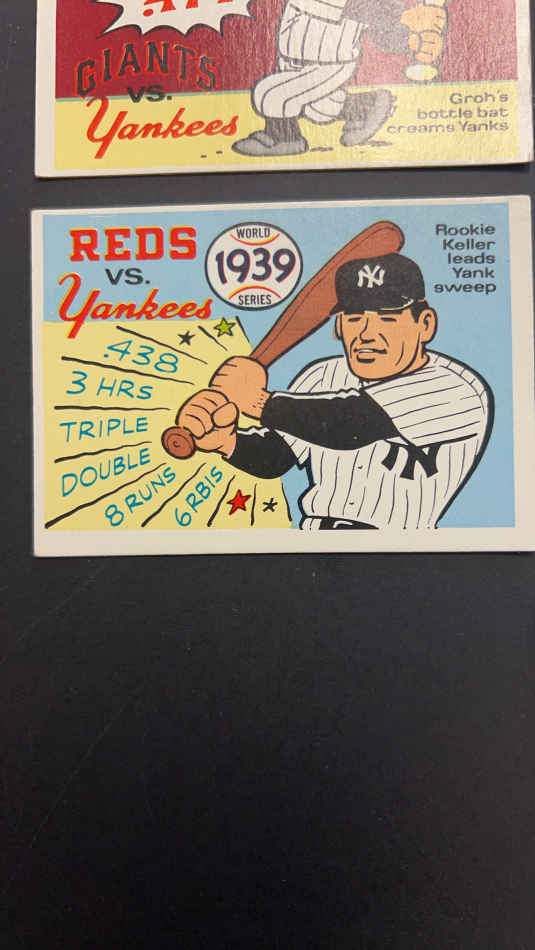 GIANTS
vs.
Yankees
Groh's
bottle bat
creams Yanks
REDS
VS.
Yankees
WORLD
1939
SERIES
Rookie
Keller
leads
Yank
sweep
NY
.438
3 HRS
TRIPLE
DOUBLE
8 RUNS
6 RBIS
NY